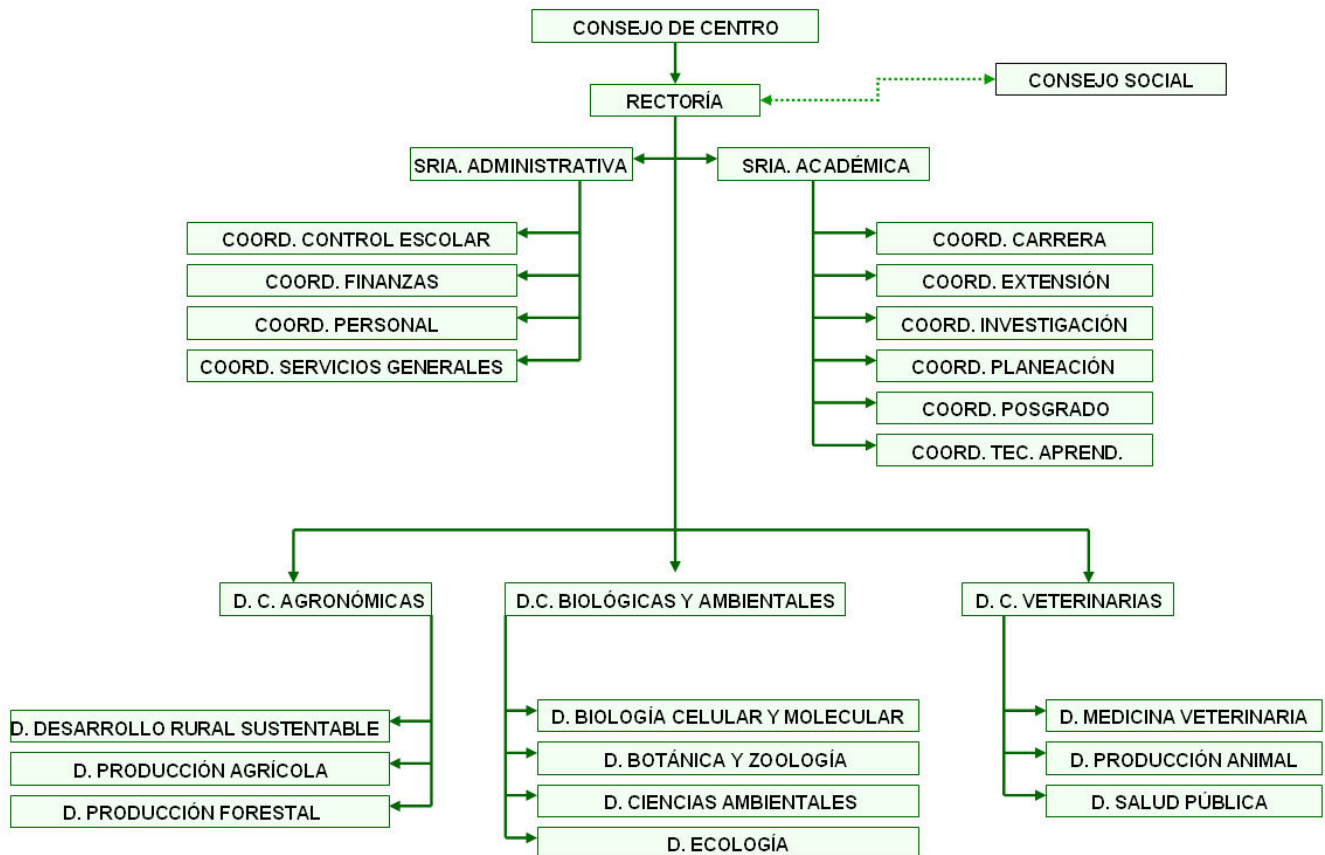 CONSEJO DE CENTRO
CONSEJO SOCIAL
RECTORÍA
SRIA. ADMINISTRATIVA
SRIA. ACADÉMICA
COORD. CONTROL ESCOLAR
COORD. FINANZAS
COORD. PERSONAL
COORD. SERVICIOS GENERALES
COORD. CARRERA
COORD. EXTENSIÓN
COORD. INVESTIGACIÓN
COORD. PLANEACIÓN
COORD. POSGRADO
COORD. TEC. APREND.
D. C. AGRONÓMICAS
D.C. BIOLÓGICAS Y AMBIENTALES
D. C. VETERINARIAS
D. DESARROLLO RURAL SUSTENTABLE
D. PRODUCCIÓN AGRÍCOLA
D. PRODUCCIÓN FORESTAL
D. BIOLOGÍA CELULAR Y MOLECULAR
D. BOTÁNICA Y ZOOLOGÍA
D. CIENCIAS AMBIENTALES
D. ECOLOGÍA
D. MEDICINA VETERINARIA
D. PRODUCCIÓN ANIMAL
D. SALUD PÚBLICA